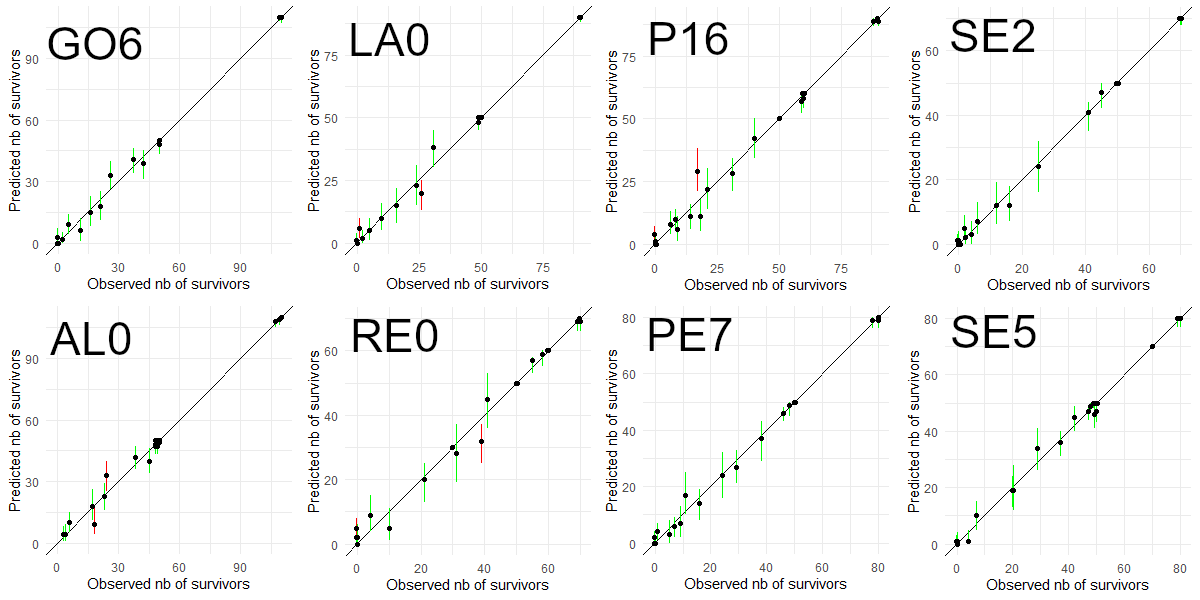 GO6
Predicted nb of survivors
90
60
30
0
0 30 60 90
Observed nb of survivors
LA0
Predicted nb of survivors
75
50
25
0
0 25 50 75
Observed nb of survivors
P16
Predicted nb of survivors
75
50
25
0
0 25 50 75
Observed nb of survivors
SE2
Predicted nb of survivors
60
40
20
0
0 20 40 60
Observed nb of survivors
AL0
Predicted nb of survivors
90
60
30
0
0 30 60 90
Observed nb of survivors
RE0
Predicted nb of survivors
60
40
20
0
0 20 40 60
Observed nb of survivors
PE7
Predicted nb of survivors
80
60
40
20
0
0 20 40 60 80
Observed nb of survivors
SE5
Predicted nb of survivors
80
60
40
20
0
0 20 40 60 80
Observed nb of survivors